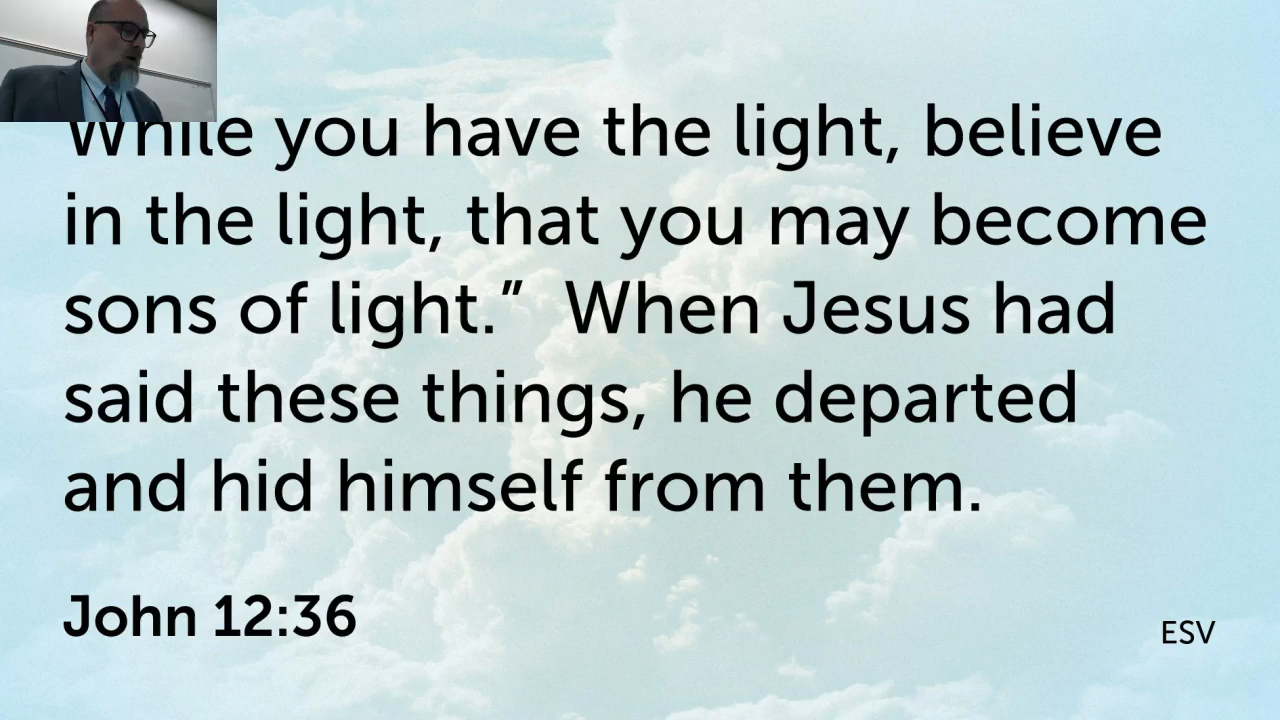 While you have the light, believe
in the light, that you may become
sons of light.” When Jesus had
said these things, he departed
and hid himself from them.
John 12:36
ESV